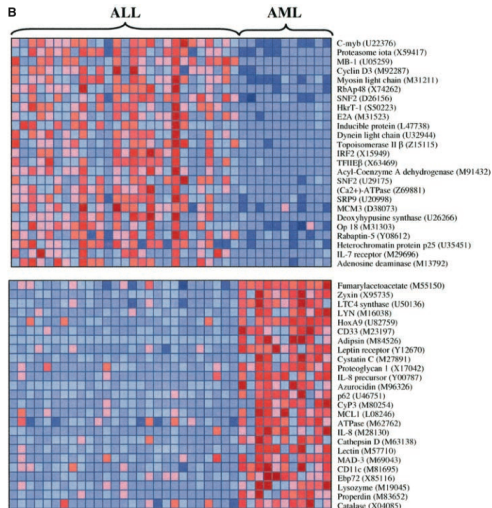 B
ALL AML
C-myb (U22376)
Proteasome iota (X59417)
MB-1 (U05259)
Cyclin D3 (M92287)
Myosin light chain (M31211)
RbAp48 (X74262)
SNF2 (D26156)
HkrT-1 (S50223)
E2A (M31523)
Inducible protein (L47738)
Dynein light chain (U32944)
Topoisomerase II β (Z15115)
IRF2 (X15949)
TFIIEβ (X63469)
Acyl-Coenzyme A dehydrogenase (M91432)
SNF2 (U29175)
(Ca2+)-ATPase (Z69881)
SRP9 (U20998)
MCM3 (D38073)
Deoxyhypusine synthase (U26266)
Op 18 (M31303)
Rabaptin-5 (Y08612)
Heterochromatin protein p25 (U35451)
IL-7 receptor (M29696)
Adenosine deaminase (M13792)
Fumarylacetoacetate (M55150)
Zyxin (X95735)
LTC4 synthase (U50136)
LYN (M16038)
HoxA9 (U82759)
CD33 (M23197)
Adipsin (M84526)
Leptin receptor (Y12670)
Cystatin C (M27891)
Proteoglycan 1 (X17042)
IL-8 precursor (Y00787)
Azurocidin (M96326)
p62 (U46751)
CyP3 (M80254)
MCL1 (L08246)
ATPase (M62762)
IL-8 (M28130)
Cathepsin D (M63138)
Lectin (M57710)
MAD-3 (M69043)
CD11c (M81695)
Ebp72 (X85116)
Lysozyme (M19045)
Properdin (M83652)
Catalase (X04085)